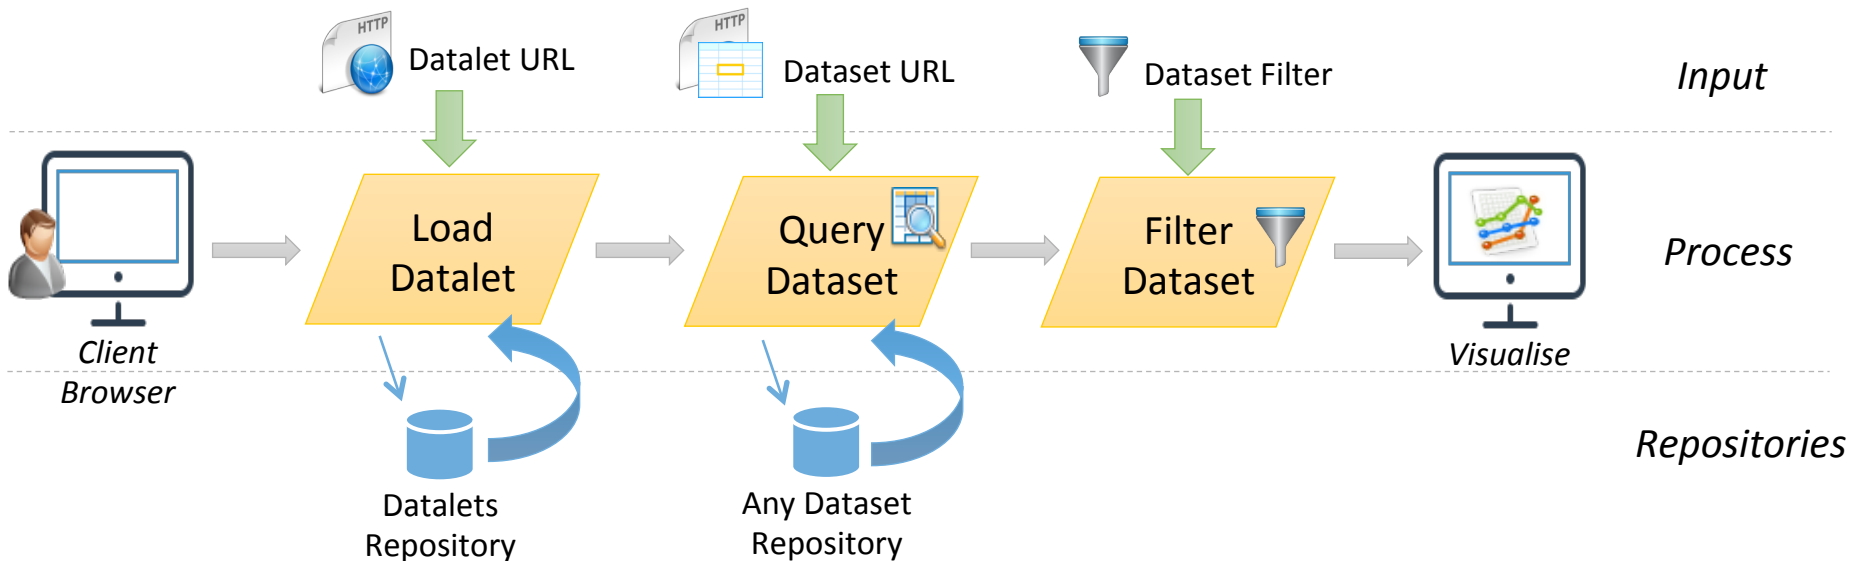 HTTP
Datalet URL
HTTP
Dataset URL
Dataset Filter
Input
Load
Datalet
Query
Dataset
Filter
Dataset
Process
Client
Browser
Visualise
Datalets
Repository
Any Dataset
Repository
Repositories